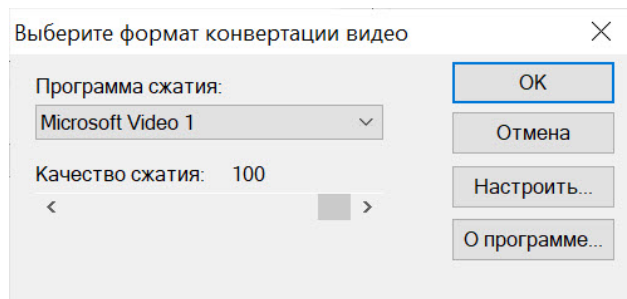 Выберите формат конвертации видео
Программа сжатия:
Microsoft Video 1
Качество сжатия: 100
OK
Отмена
Настроить...
О программе...